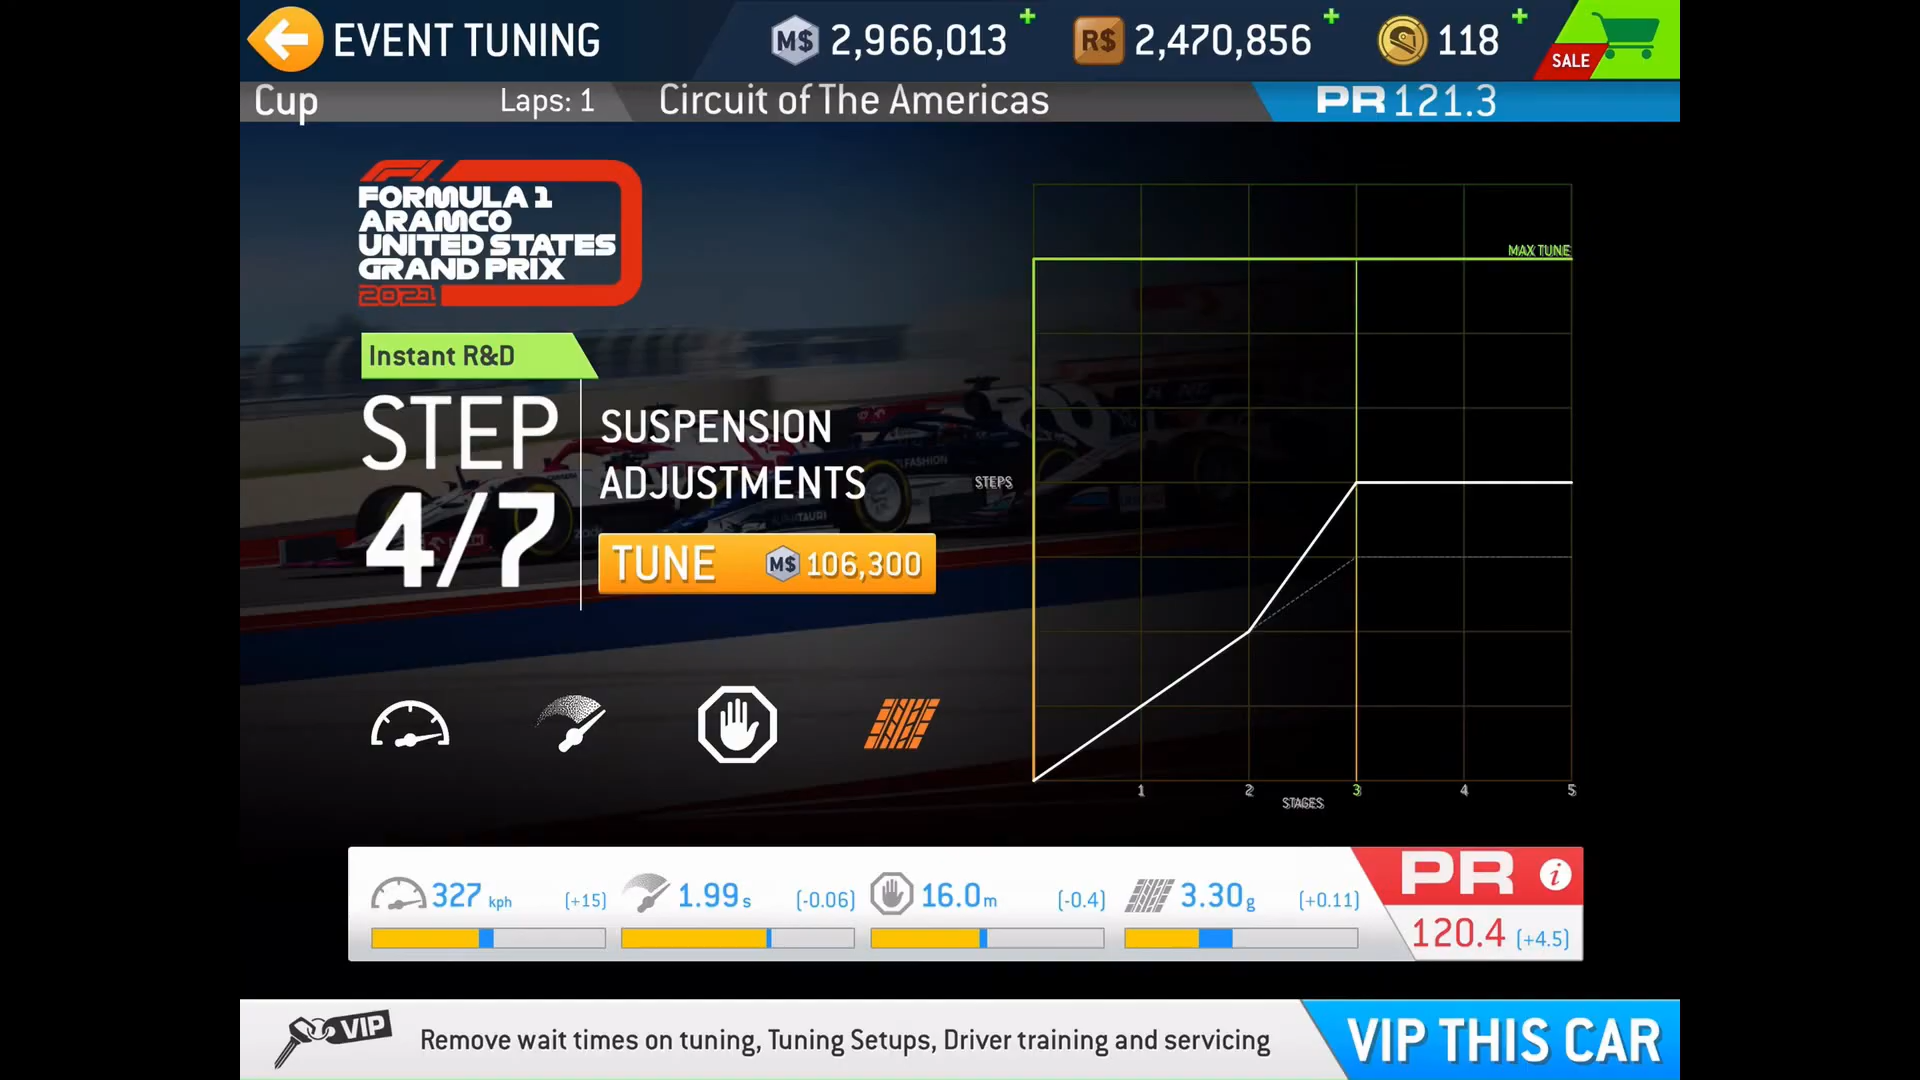 EVENT TUNING
M$ 2,966,013
R$ 2,470,856
118
SALE
Cup
Laps: 1
Circuit of The Americas
PR 121.3
FORMULA 1
ARAMCO
UNITED STATES
GRAND PRIX
2021
Instant R&D
STEP
4/7
SUSPENSION
ADJUSTMENTS
TUNE M$ 106,300
MAX TUNE
STEPS
1 2 3 4 5
STAGES
327 kph (+15)
1.99 s (-0.06)
16.0 m (-0.4)
3.30 g (+0.11)
PR i
120.4 (+4.5)
VIP
Remove wait times on tuning, Tuning Setups, Driver training and servicing
VIP THIS CAR